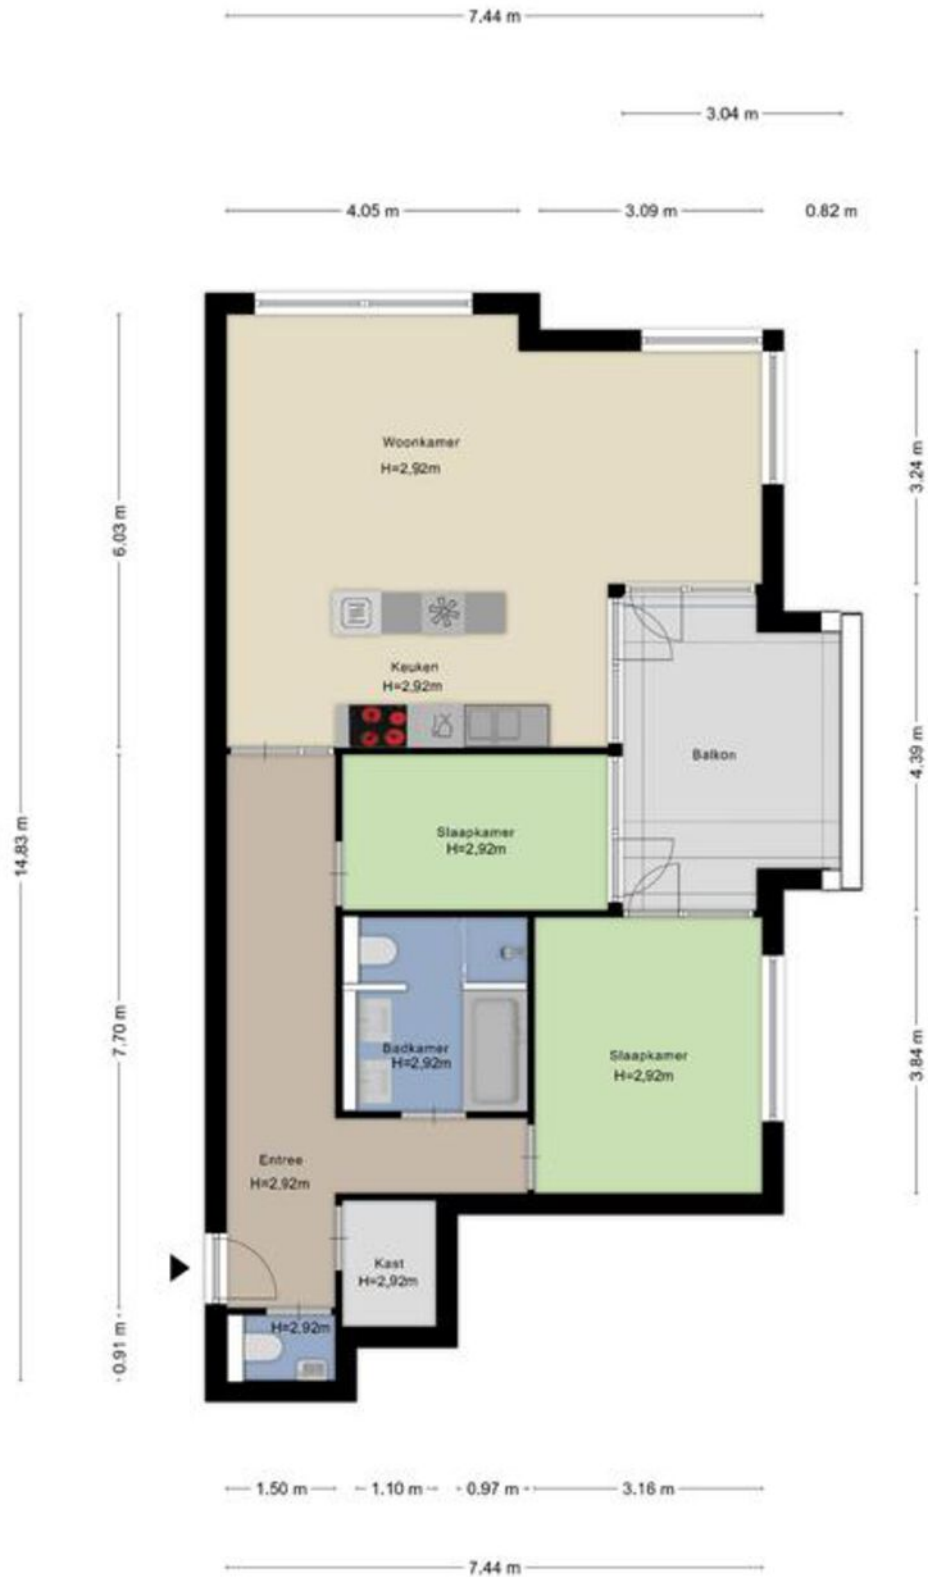 7.44 m
3.04 m
4.05 m
3.09 m
0.82 m
Woonkamer
H=2,92m
3.24 m
6.03 m
Keuken
H=2,92m
Balkon
4.39 m
14.83 m
Slaapkamer
H=2,92m
7.70 m
Badkamer
H=2,92m
Slaapkamer
H=2,92m
3.84 m
Entree
H=2,92m
Kast
H=2,92m
H=2,92m
0.91 m
1.50 m
1.10 m
0.97 m
3.16 m
7.44 m